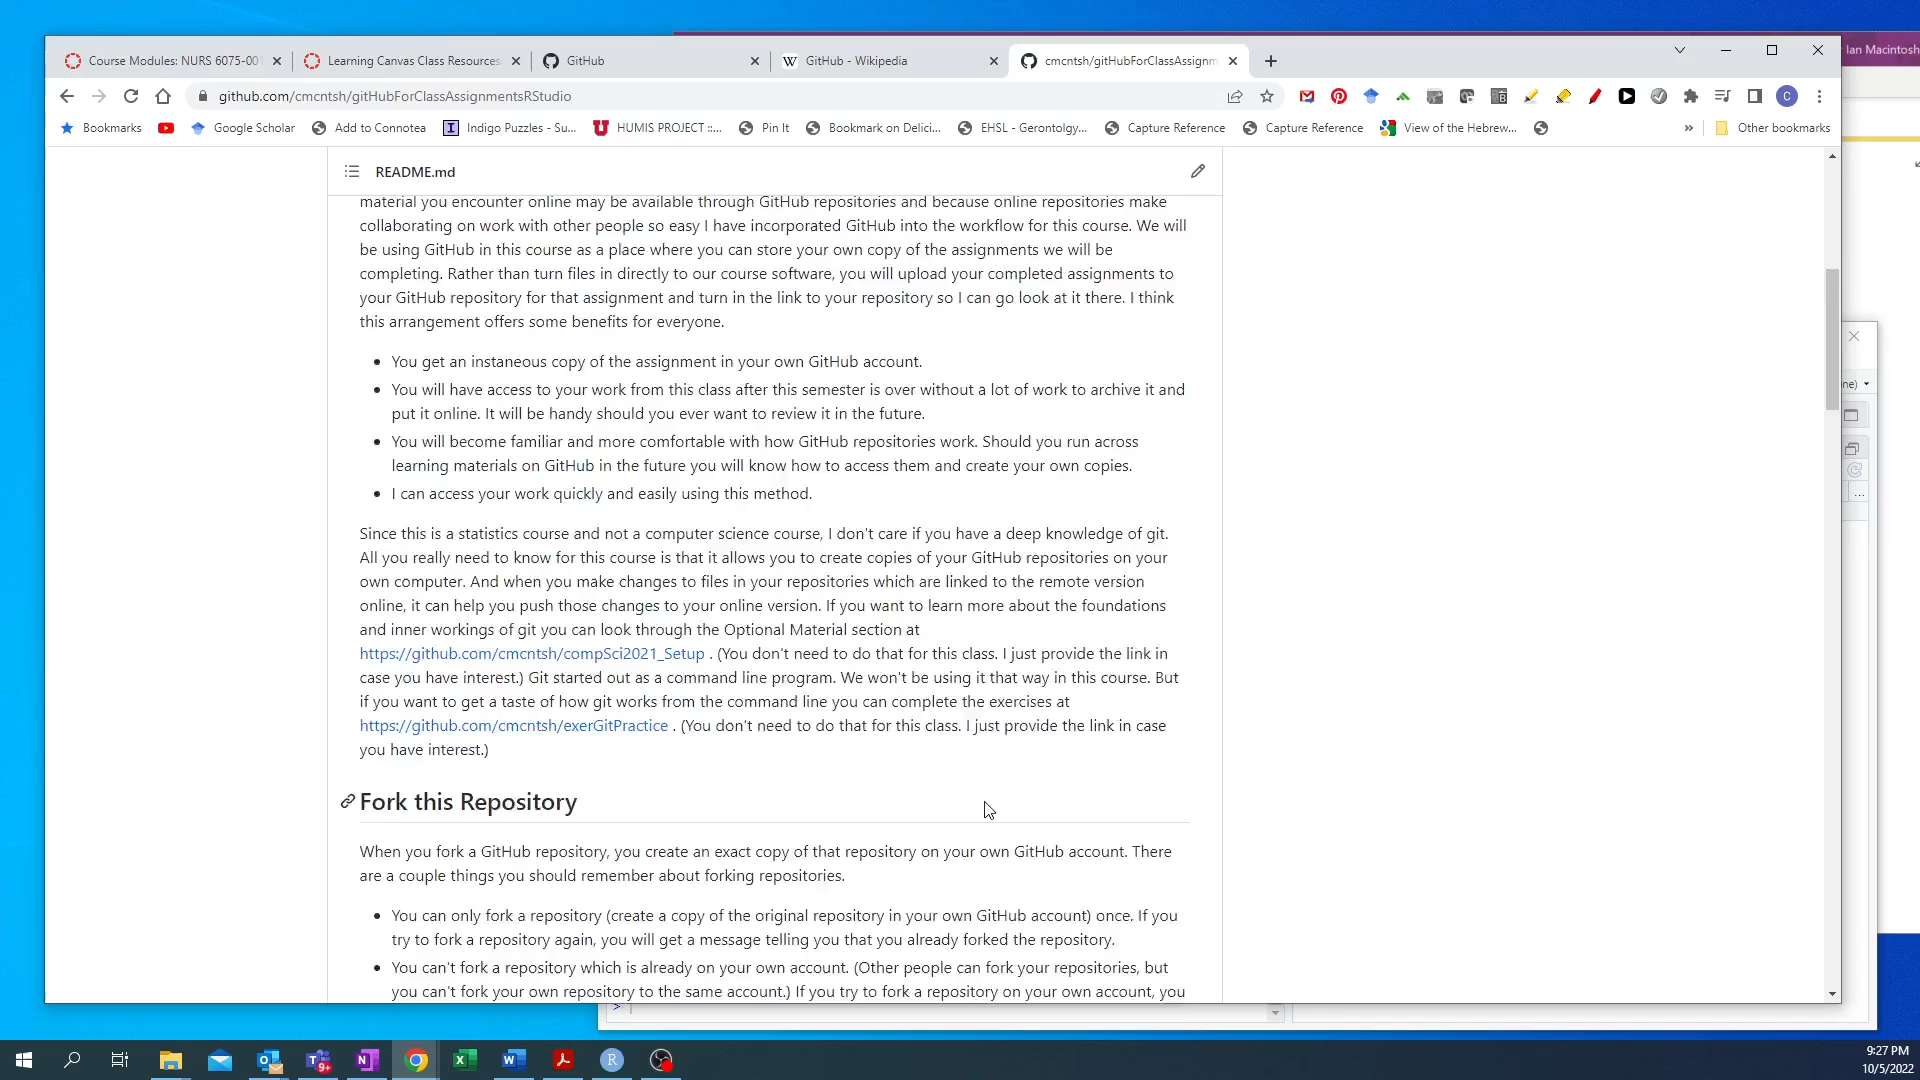 Ian Macintosh
Course Modules: NURS 6075-001
Learning Canvas Class Resources
GitHub
W GitHub - Wikipedia
cmcntsh/gitHubForClassAssignm
github.com/cmcntsh/gitHubForClassAssignmentsRStudio
C
Bookmarks
Google Scholar
Add to Connotea
I Indigo Puzzles - Su...
HUMIS PROJECT ::...
Pin It
Bookmark on Delici...
EHSL - Gerontolgy...
Capture Reference
Capture Reference
View of the Hebrew...
»
Other bookmarks
README.md
material you encounter online may be available through GitHub repositories and because online repositories make
collaborating on work with other people so easy I have incorporated GitHub into the workflow for this course. We will
be using GitHub in this course as a place where you can store your own copy of the assignments we will be
completing. Rather than turn files in directly to our course software, you will upload your completed assignments to
your GitHub repository for that assignment and turn in the link to your repository so I can go look at it there. I think
this arrangement offers some benefits for everyone.
• You get an instaneous copy of the assignment in your own GitHub account.
• You will have access to your work from this class after this semester is over without a lot of work to archive it and
put it online. It will be handy should you ever want to review it in the future.
• You will become familiar and more comfortable with how GitHub repositories work. Should you run across
learning materials on GitHub in the future you will know how to access them and create your own copies.
• I can access your work quickly and easily using this method.
Since this is a statistics course and not a computer science course, I don't care if you have a deep knowledge of git.
All you really need to know for this course is that it allows you to create copies of your GitHub repositories on your
own computer. And when you make changes to files in your repositories which are linked to the remote version
online, it can help you push those changes to your online version. If you want to learn more about the foundations
and inner workings of git you can look through the Optional Material section at
https://github.com/cmcntsh/compSci2021_Setup . (You don't need to do that for this class. I just provide the link in
case you have interest.) Git started out as a command line program. We won't be using it that way in this course. But
if you want to get a taste of how git works from the command line you can complete the exercises at
https://github.com/cmcntsh/exerGitPractice . (You don't need to do that for this class. I just provide the link in case
you have interest.)
Fork this Repository
When you fork a GitHub repository, you create an exact copy of that repository on your own GitHub account. There
are a couple things you should remember about forking repositories.
• You can only fork a repository (create a copy of the original repository in your own GitHub account) once. If you
try to fork a repository again, you will get a message telling you that you already forked the repository.
• You can't fork a repository which is already on your own account. (Other people can fork your repositories, but
you can't fork your own repository to the same account.) If you try to fork a repository on your own account, you
ne)
...
>
9+
9:27 PM
10/5/2022